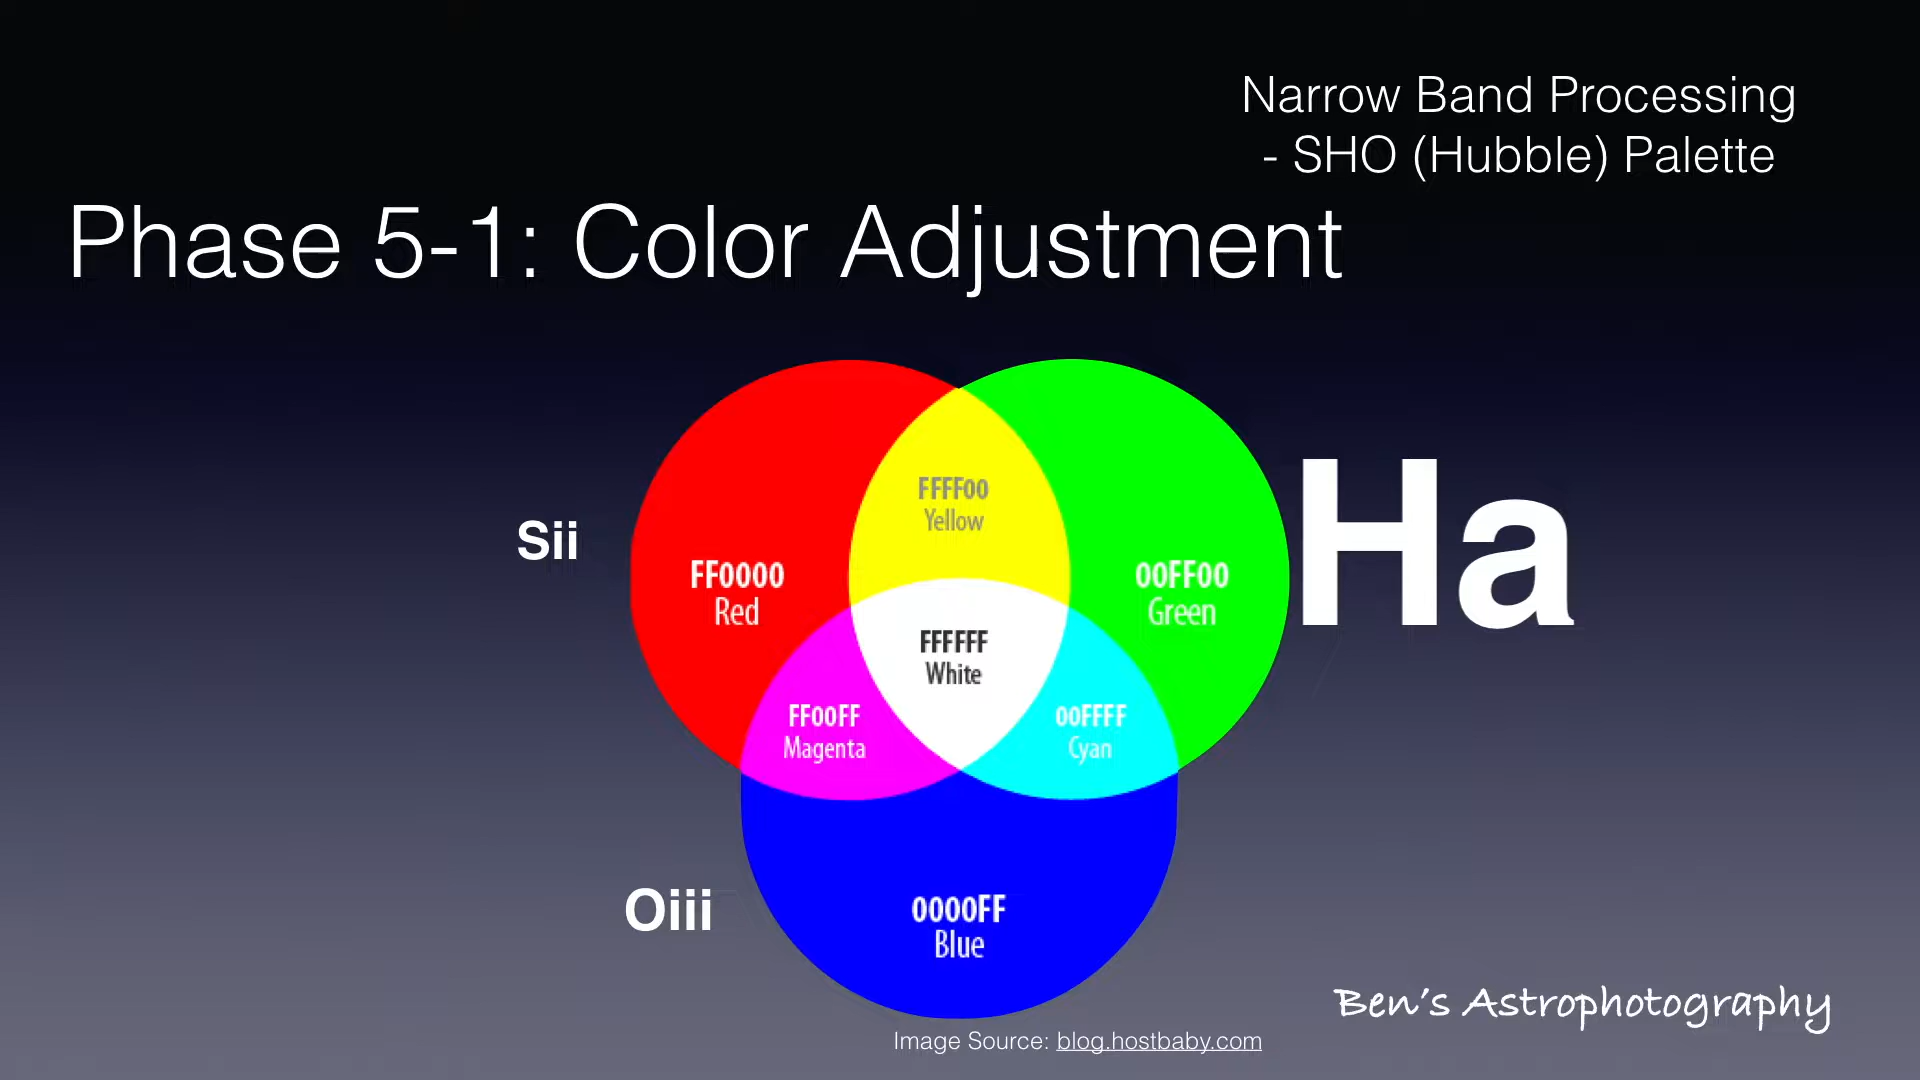 Narrow Band Processing
- SHO (Hubble) Palette
Phase 5-1: Color Adjustment
Sii
Ha
FFFF00
Yellow
FF0000
Red
00FF00
Green
FFFFFF
White
FF00FF
Magenta
00FFFF
Cyan
Oiii
0000FF
Blue
Ben's Astrophotography
Image Source: blog.hostbaby.com